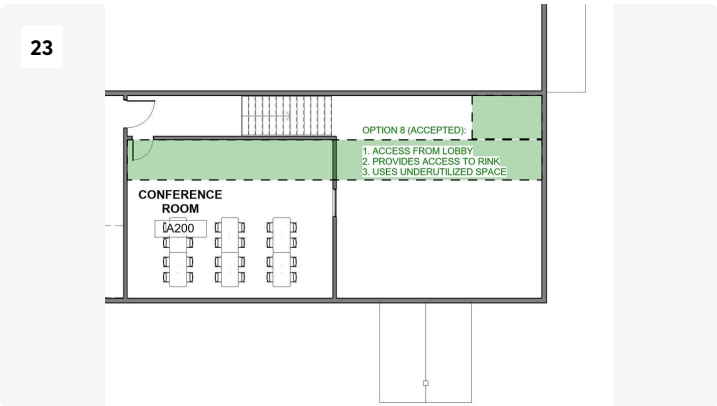 23
OPTION 8 (ACCEPTED):
1. ACCESS FROM LOBBY
2. PROVIDES ACCESS TO RINK
3. USES UNDERUTILIZED SPACE
CONFERENCE
ROOM
A200